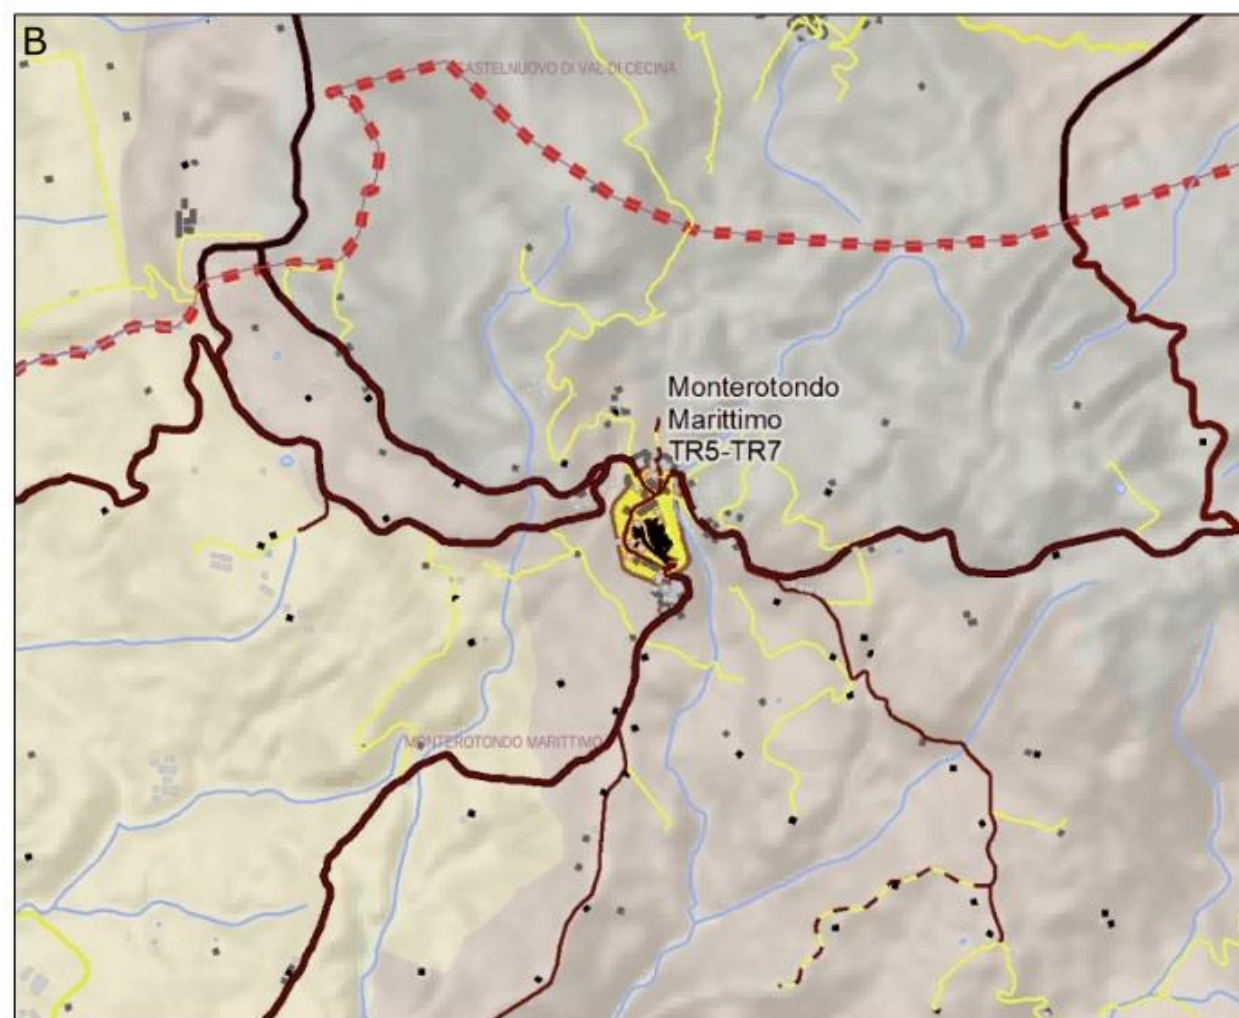 B
CASTELNUOVO DI VAL DI CECINA
Monterotondo
Marittimo
TR5-TR7
MONTEROTONDO MARITTIMO